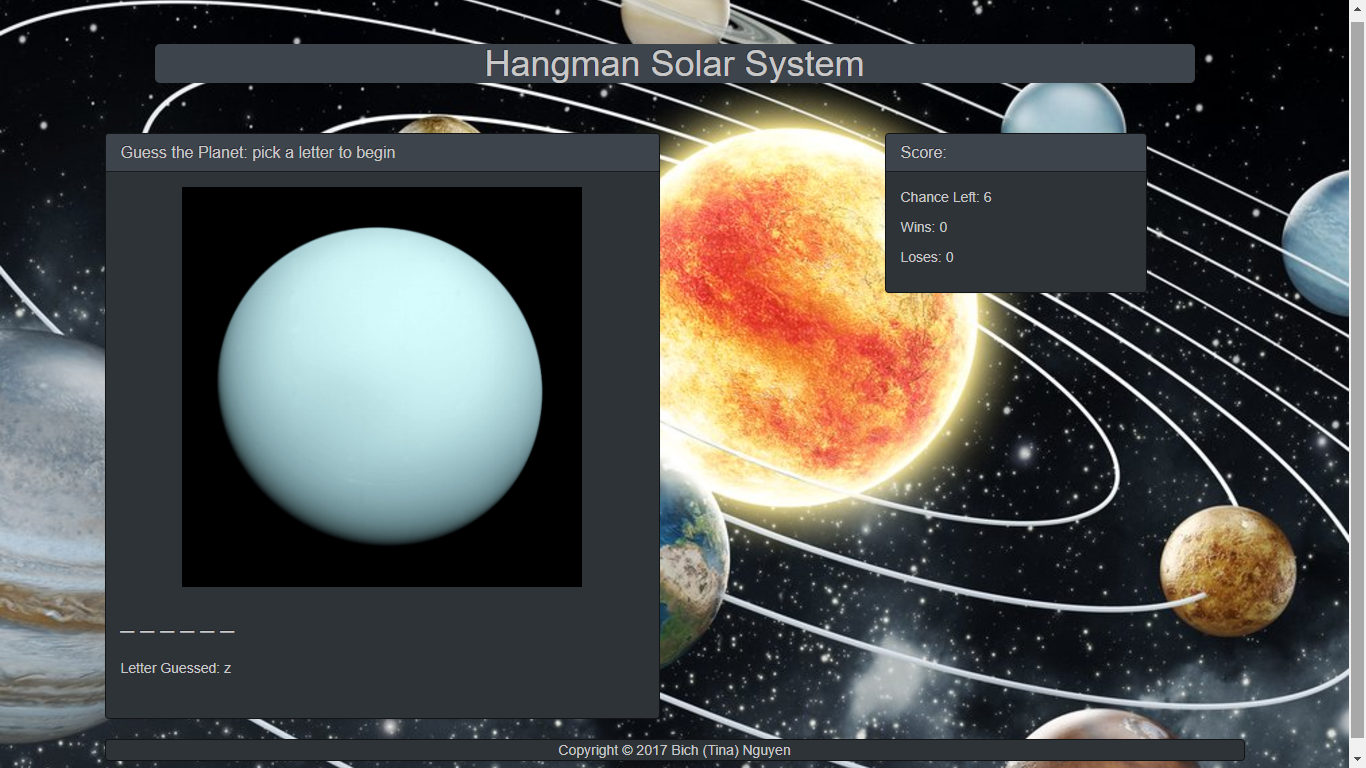 Hangman Solar System
Guess the Planet: pick a letter to begin
Score:
Chance Left: 6
Wins: 0
Loses: 0
_ _ _ _ _ _
Letter Guessed: z
Copyright © 2017 Bich (Tina) Nguyen